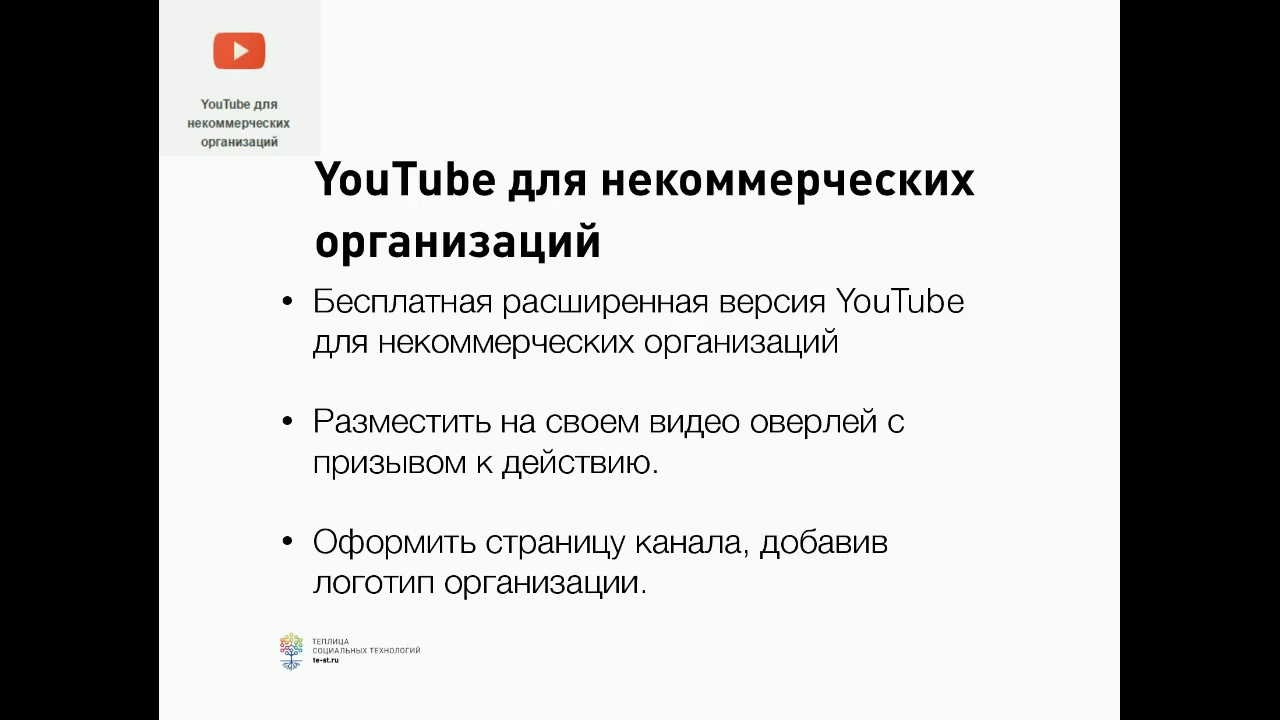 YouTube для
некоммерческих
организаций
YouTube для некоммерческих
организаций
• Бесплатная расширенная версия YouTube
для некоммерческих организаций
• Разместить на своем видео оверлей с
призывом к действию.
• Оформить страницу канала, добавив
логотип организации.
ТЕПЛИЦА
СОЦИАЛЬНЫХ ТЕХНОЛОГИЙ
te-st.ru